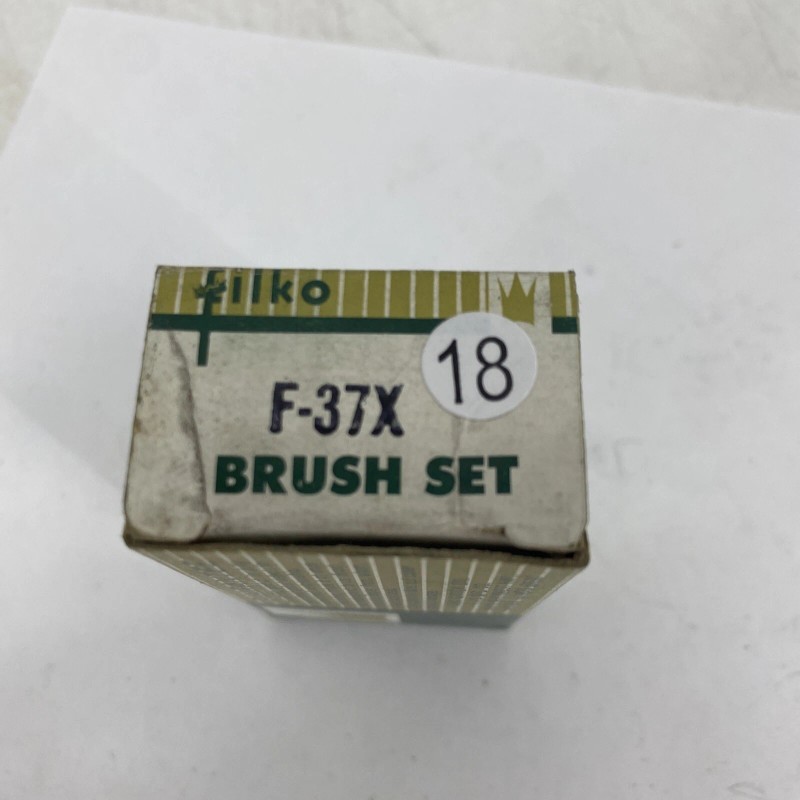 filko
18
F-37X
BRUSH SET